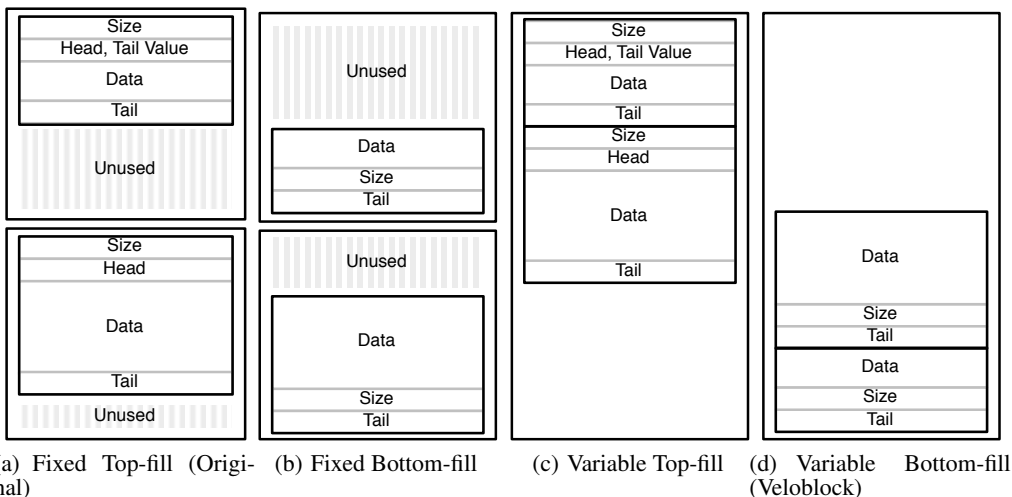 Size
Head, Tail Value
Data
Tail
Unused
Size
Head
Data
Tail
Unused
(a) Fixed Top-fill (Origi-
nal)
Unused
Data
Size
Tail
Unused
Data
Size
Tail
(b) Fixed Bottom-fill
Size
Head, Tail Value
Data
Tail
Size
Head
Data
Tail
(c) Variable Top-fill
Data
Size
Tail
Data
Size
Tail
(d) Variable Bottom-fill
(Veloblock)